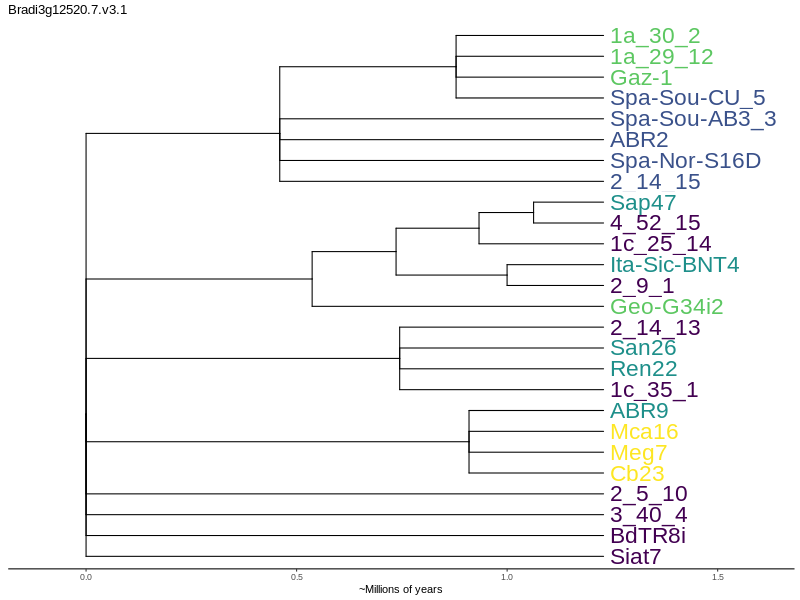 Bradi3g12520.7.v3.1
1a_30_2
1a_29_12
Gaz-1
Spa-Sou-CU_5
Spa-Sou-AB3_3
ABR2
Spa-Nor-S16D
2_14_15
Sap47
4_52_15
1c_25_14
Ita-Sic-BNT4
2_9_1
Geo-G34i2
2_14_13
San26
Ren22
1c_35_1
ABR9
Mca16
Meg7
Cb23
2_5_10
3_40_4
BdTR8i
Siat7
0.0 0.5 1.0 1.5
~Millions of years